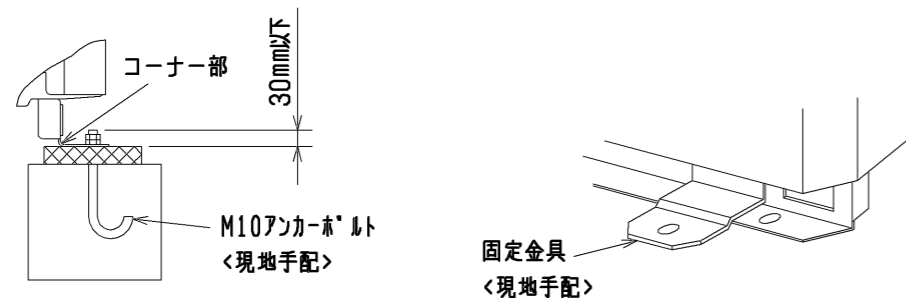 コーナー部
30mm以下
M10アンカーボルト
<現地手配>
固定金具
<現地手配>